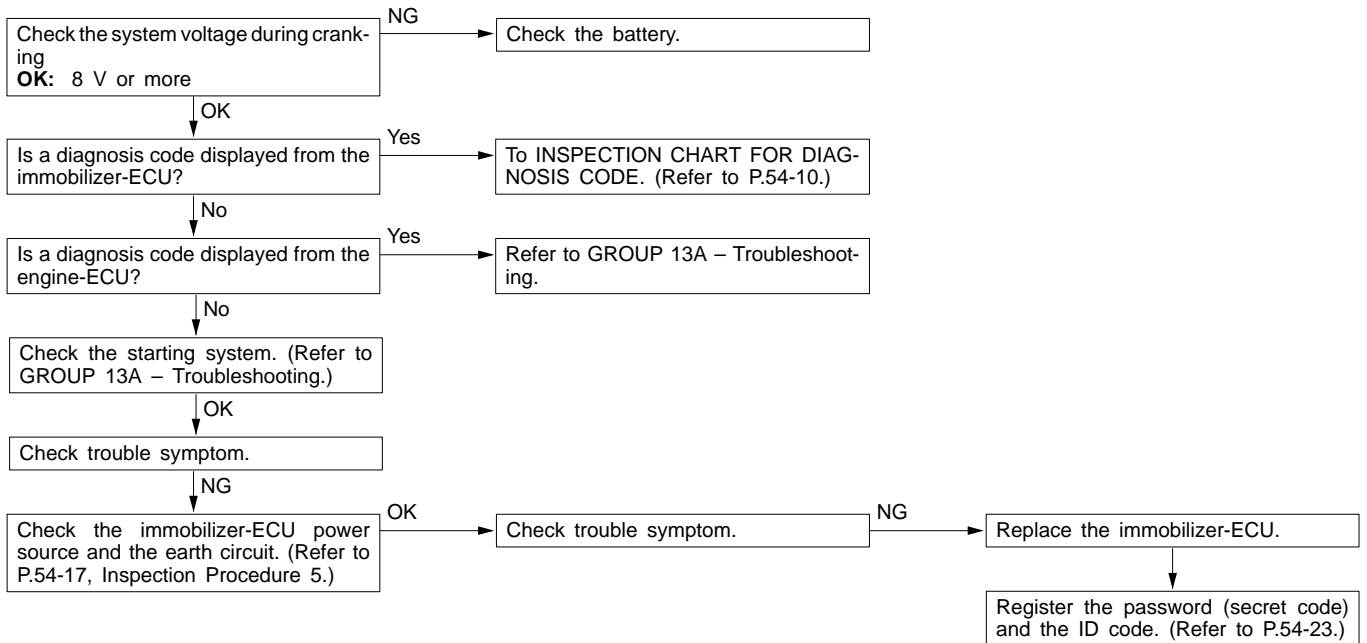 Check the system voltage during crank-
ing
OK: 8 V or more
NG
Check the battery.
OK
Is a diagnosis code displayed from the
immobilizer-ECU?
Yes
To INSPECTION CHART FOR DIAG-
NOSIS CODE. (Refer to P.54-10.)
No
Is a diagnosis code displayed from the
engine-ECU?
Yes
Refer to GROUP 13A – Troubleshoot-
ing.
No
Check the starting system. (Refer to
GROUP 13A – Troubleshooting.)
OK
Check trouble symptom.
NG
Check the immobilizer-ECU power
source and the earth circuit. (Refer to
P.54-17, Inspection Procedure 5.)
OK
Check trouble symptom.
NG
Replace the immobilizer-ECU.
Register the password (secret code)
and the ID code. (Refer to P.54-23.)